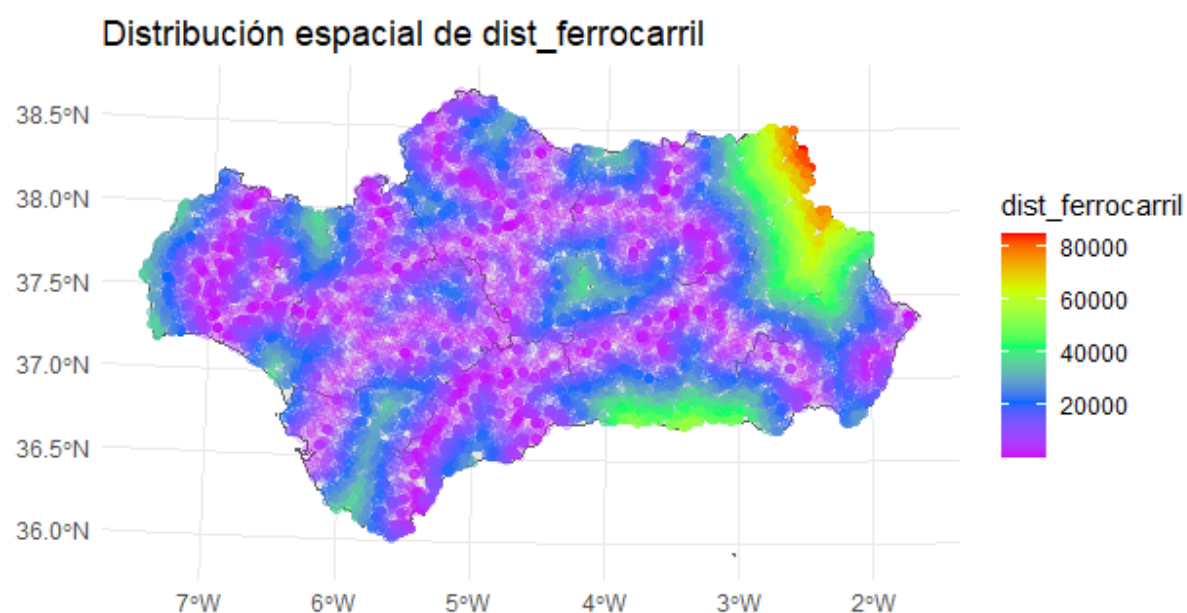 Distribución espacial de dist_ferrocarril
38.5°N
38.0°N
37.5°N
37.0°N
36.5°N
36.0°N
7°W
6°W
5°W
4°W
3°W
2°W
dist_ferrocarril
80000
60000
40000
20000